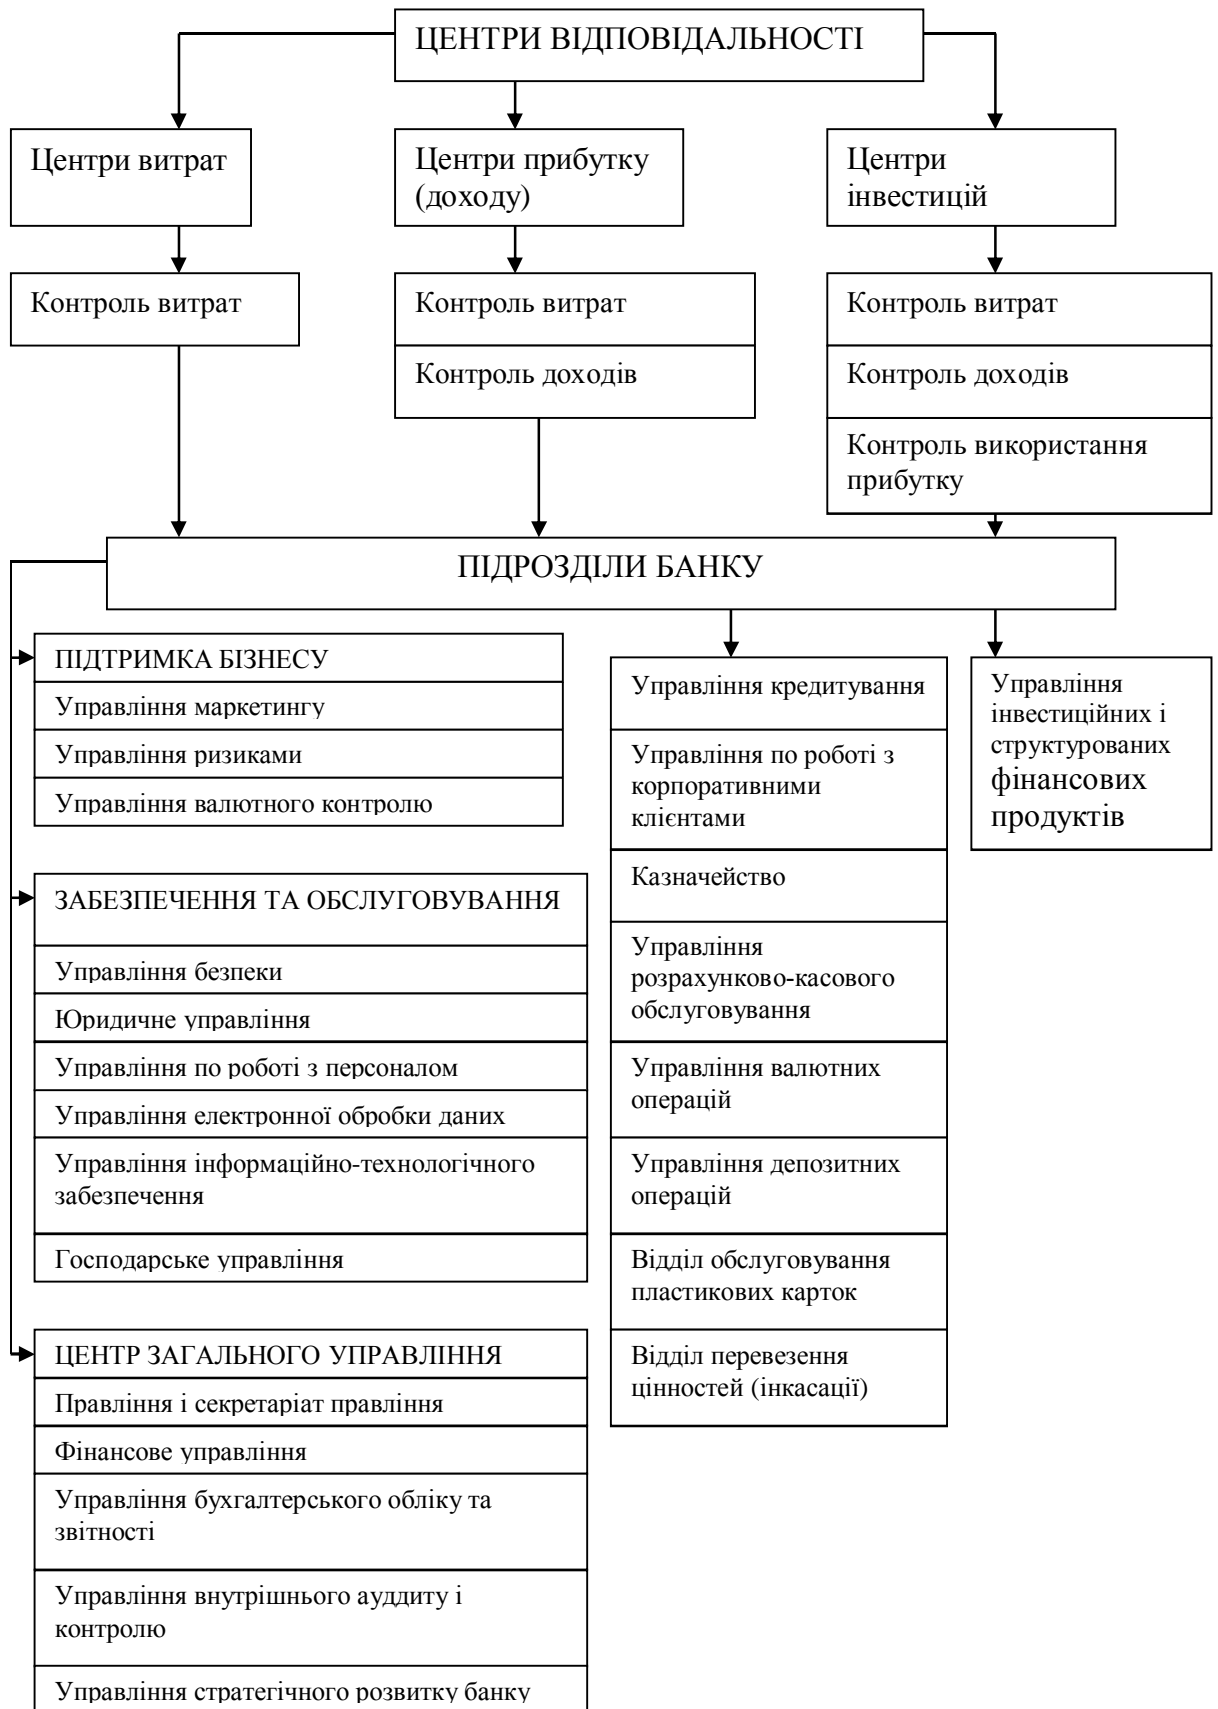 ЦЕНТРИ ВІДПОВІДАЛЬНОСТІ
Центри витрат
Центри прибутку
(доходу)
Центри
інвестицій
Контроль витрат
Контроль витрат
Контроль доходів
Контроль витрат
Контроль доходів
Контроль використання
прибутку
ПІДРОЗДІЛИ БАНКУ
ПІДТРИМКА БІЗНЕСУ
Управління маркетингу
Управління ризиками
Управління валютного контролю
ЗАБЕЗПЕЧЕННЯ ТА ОБСЛУГОВУВАННЯ
Управління безпеки
Юридичне управління
Управління по роботі з персоналом
Управління електронної обробки даних
Управління інформаційно-технологічного
забезпечення
Господарське управління
ЦЕНТР ЗАГАЛЬНОГО УПРАВЛІННЯ
Правління і секретаріат правління
Фінансове управління
Управління бухгалтерського обліку та
звітності
Управління внутрішнього ауддиту і
контролю
Управління стратегічного розвитку банку
Управління кредитування
Управління по роботі з
корпоративними
клієнтами
Казначейство
Управління
розрахунково-касового
обслуговування
Управління валютних
операцій
Управління депозитних
операцій
Відділ обслуговування
пластикових карток
Відділ перевезення
цінностей (інкасації)
Управління
інвестиційних і
структурованих
фінансових
продуктів